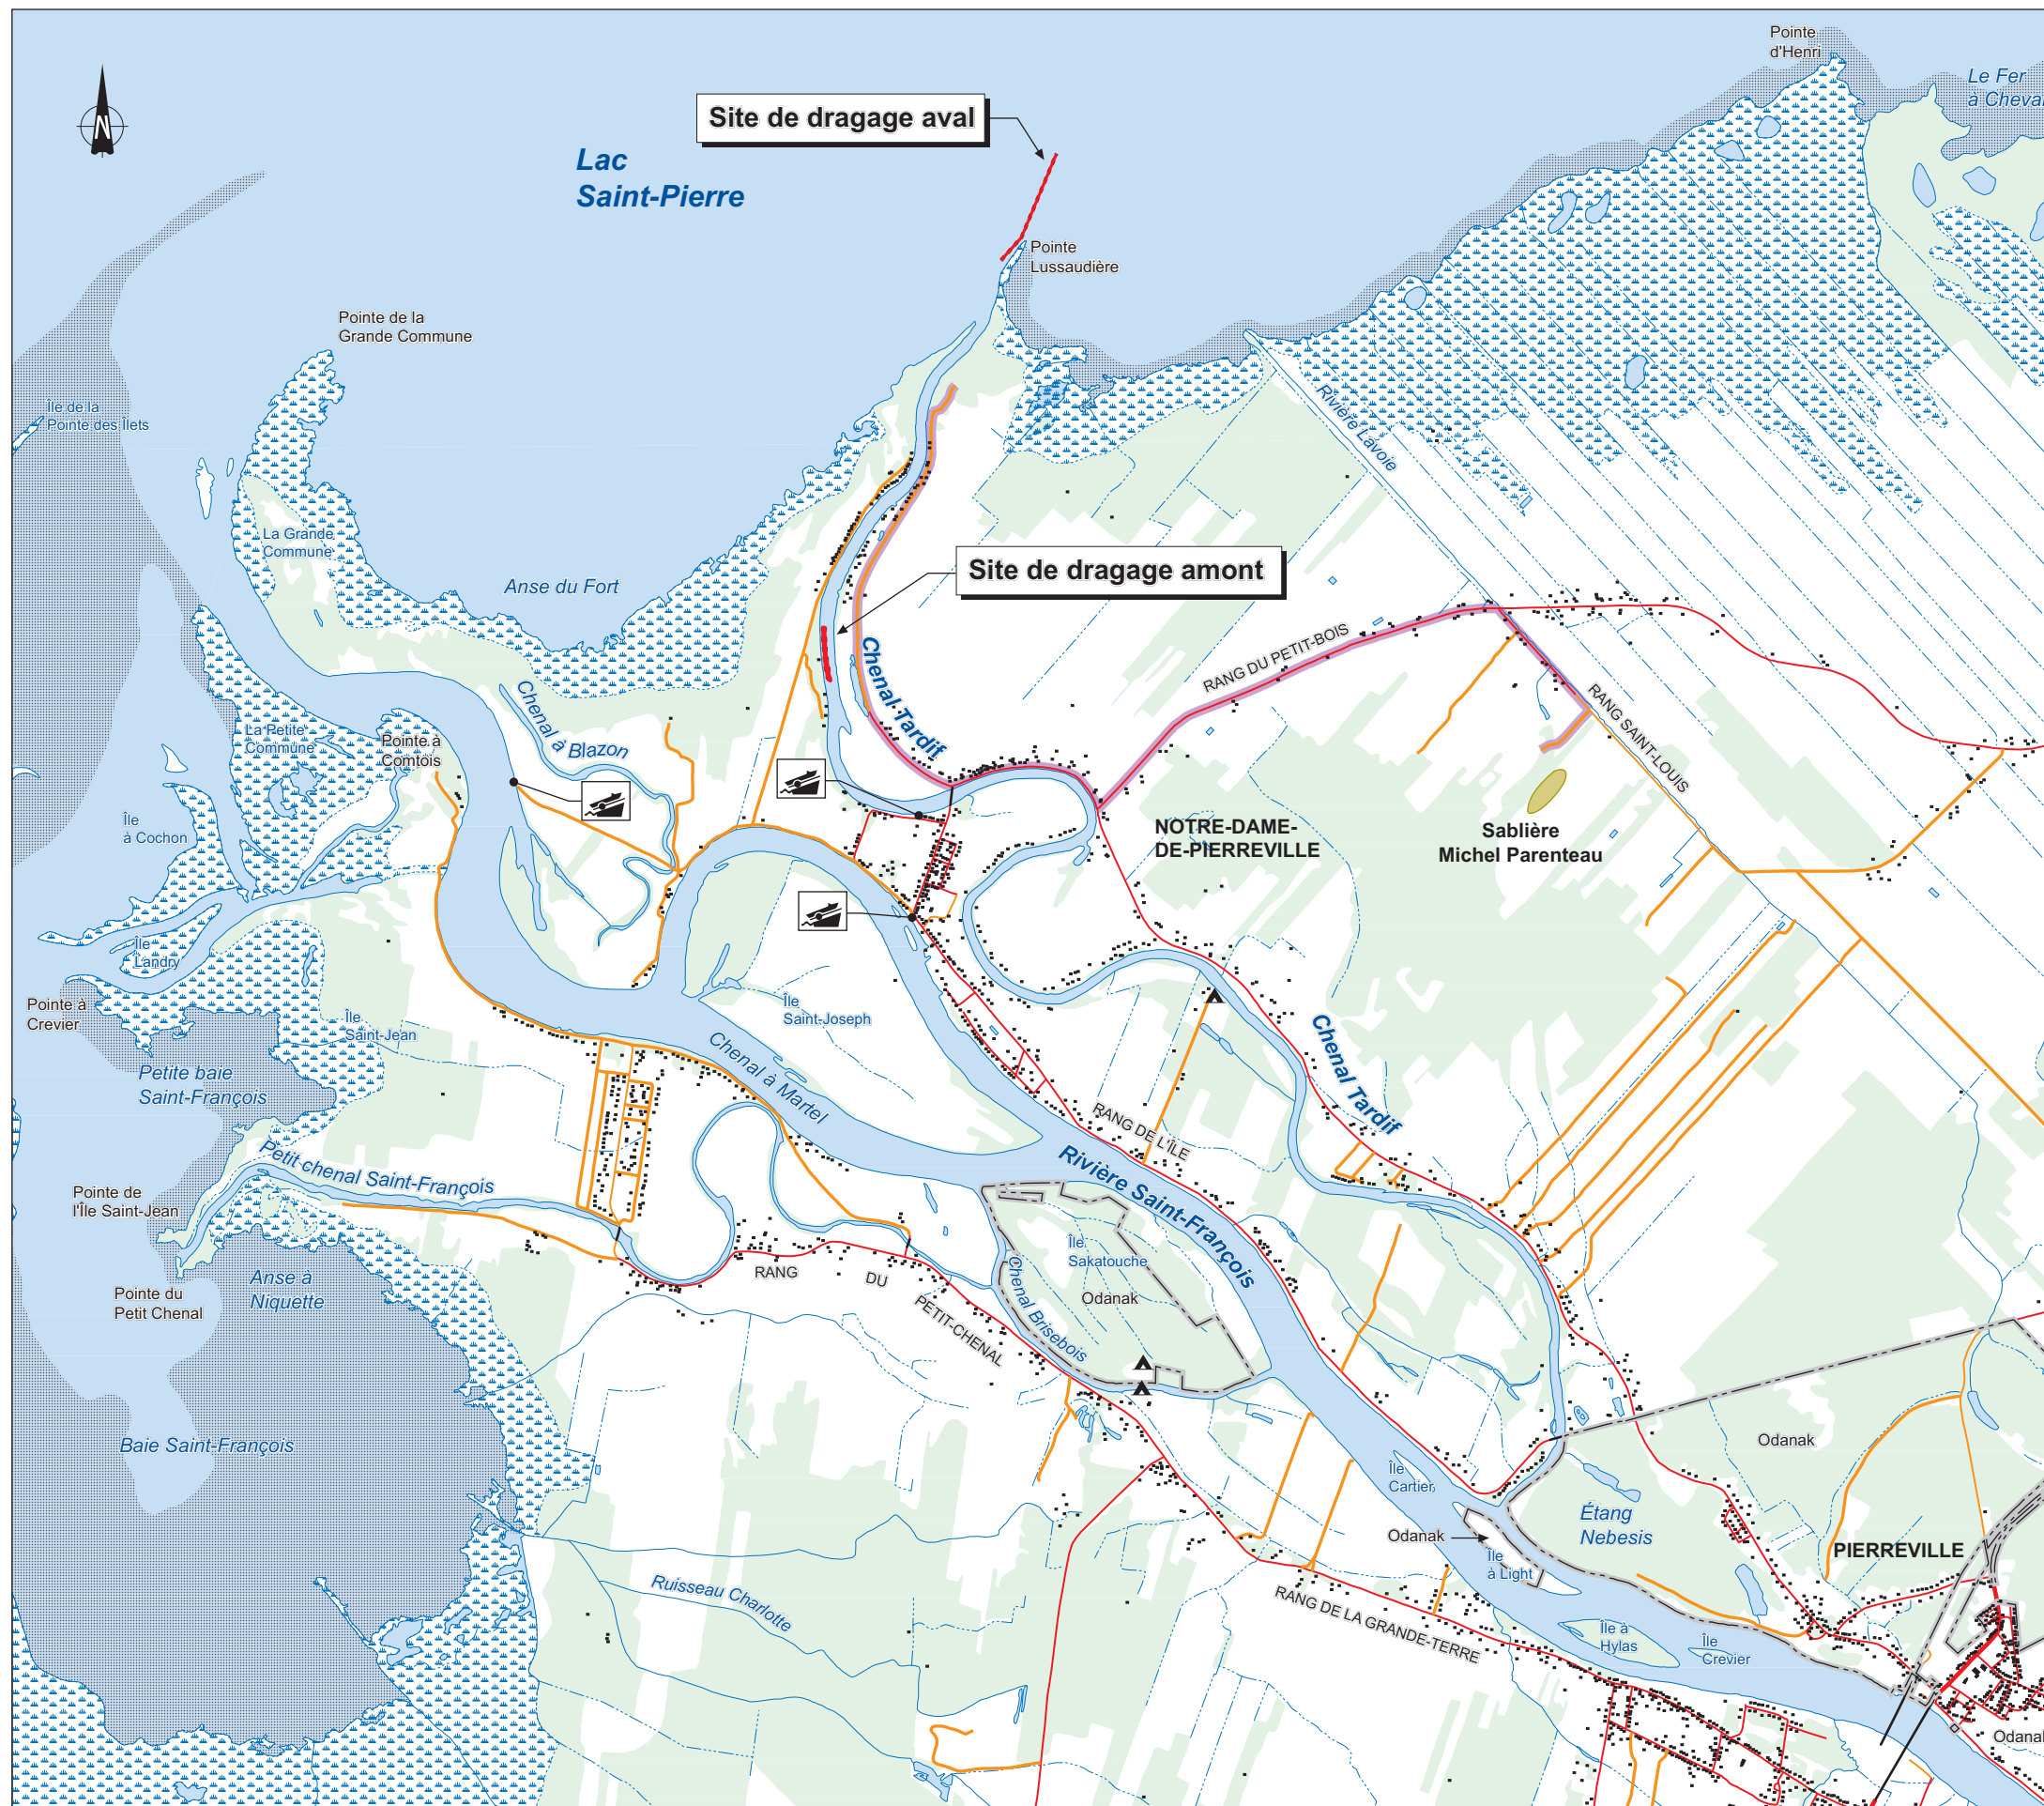 Pointe
d'Henri
Le Fer
à Cheva
N
Site de dragage aval
Lac
Saint-Pierre
Pointe
Lussaudière
Pointe de la
Grande Commune
Île de la
Pointe des Îlets
Rivière Lavoie
La Grande
Commune
Anse du Fort
Site de dragage amont
Chenal Tardif
RANG DU PETIT-BOIS
RANG SAINT-LOUIS
Chenal à Blazon
La Petite
Commune
Pointe à
Comtois
Île
à Cochon
NOTRE-DAME-
DE-PIERREVILLE
Sablière
Michel Parenteau
Île
Landry
Pointe à
Crevier
Île
Saint-Jean
Île
Saint-Joseph
Chenal à Martel
Chenal Tardif
Petite baie
Saint-François
RANG DE L'ÎLE
Petit chenal Saint-François
Rivière Saint-François
Pointe de
l'Île Saint-Jean
Île
Sakatouche
Odanak
RANG
DU
PETIT-CHENAL
Chenal Brisebois
Anse à
Niquette
Pointe du
Petit Chenal
Baie Saint-François
Odanak
Île
Cartier
Étang
Nebesis
Odanak
Île
à Light
PIERREVILLE
Ruisseau Charlotte
RANG DE LA GRANDE-TERRE
Île à
Hylas
Île
Crevier
Odanak